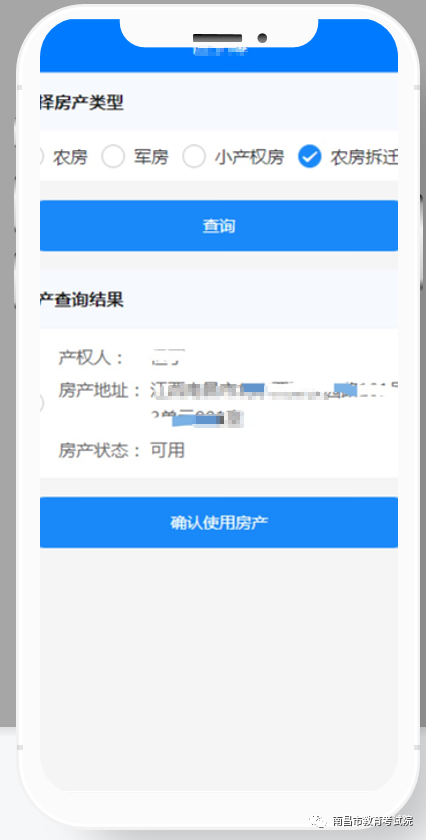 择房产类型
农房 军房 小产权房 农房拆迁
查询
产查询结果
产权人：
房产地址：
房产状态： 可用
确认使用房产
南昌市教育考试院